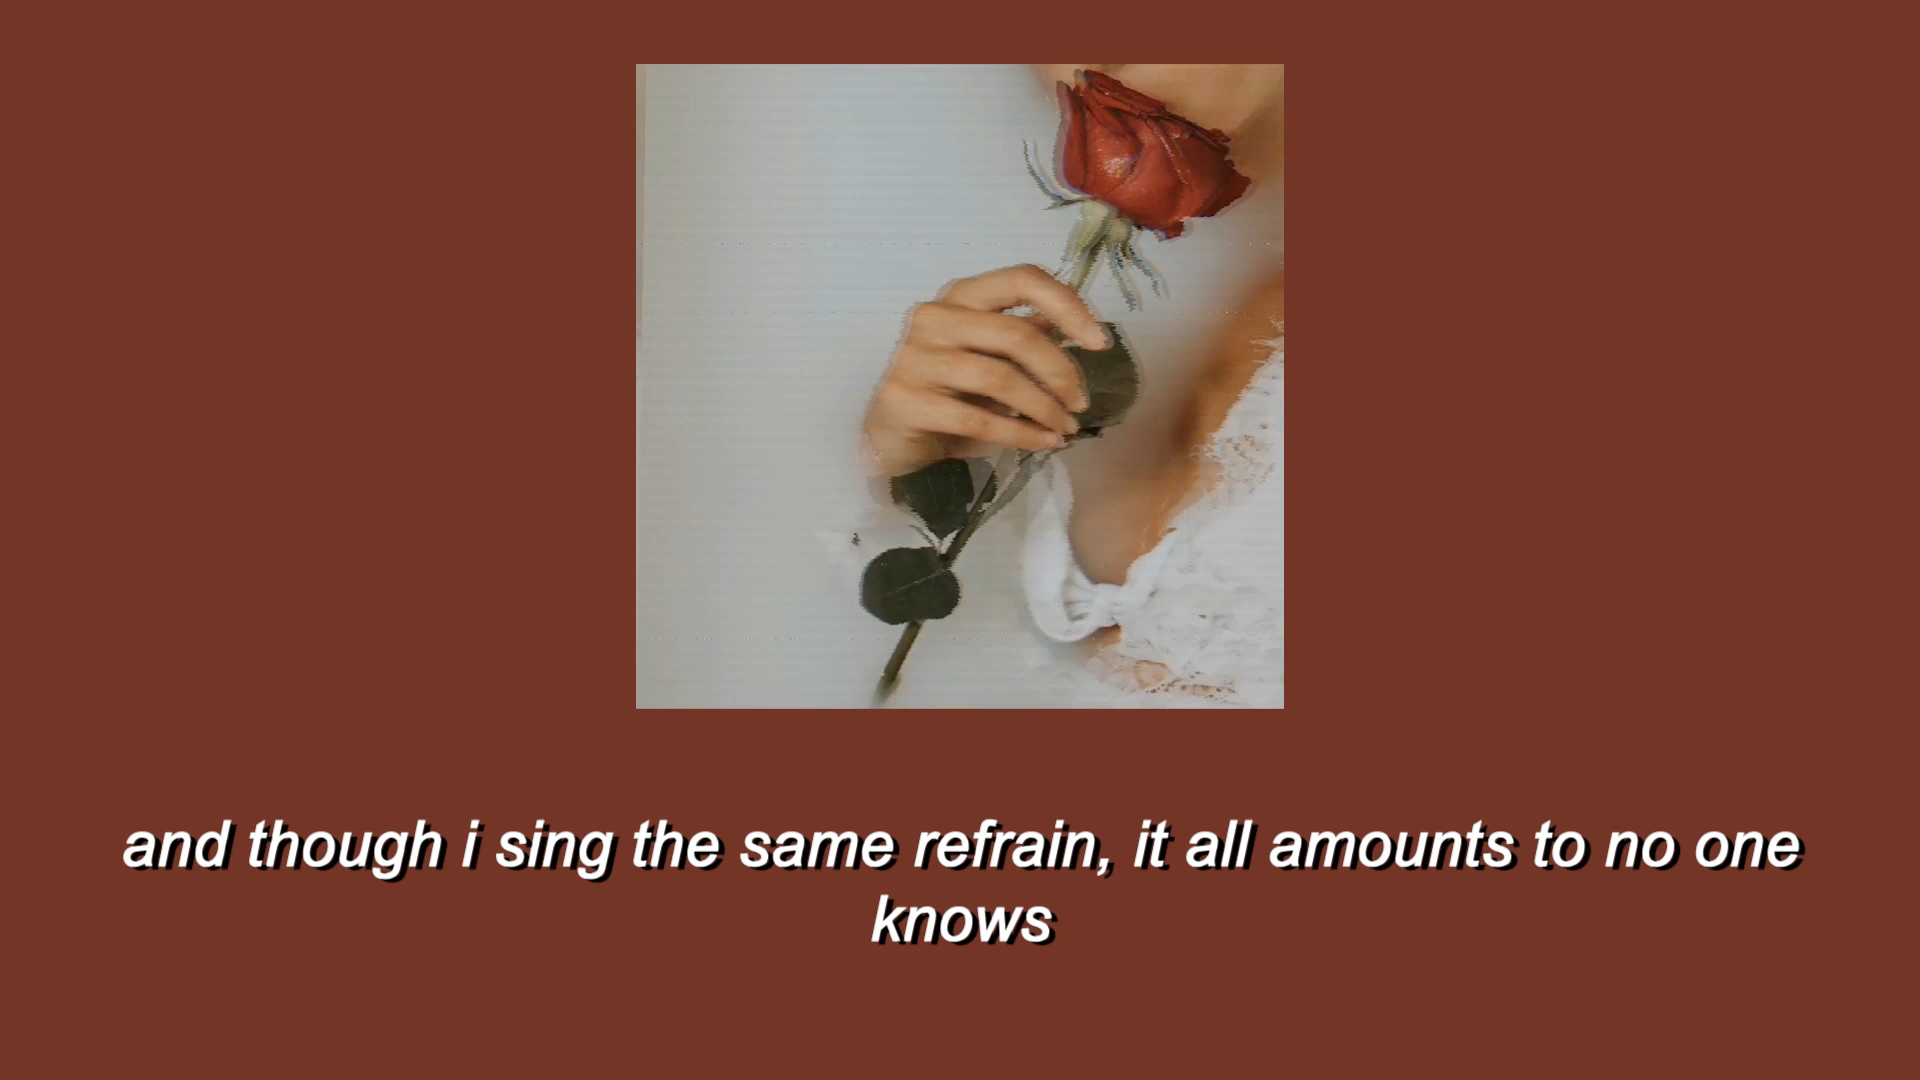 and though i sing the same refrain, it all amounts to no one
knows